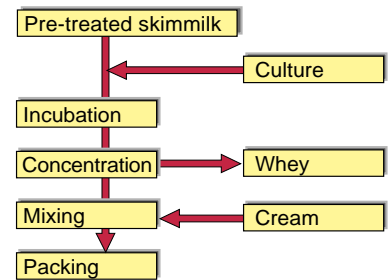 Pre-treated skimmilk
Culture
Incubation
Concentration
Whey
Mixing
Cream
Packing